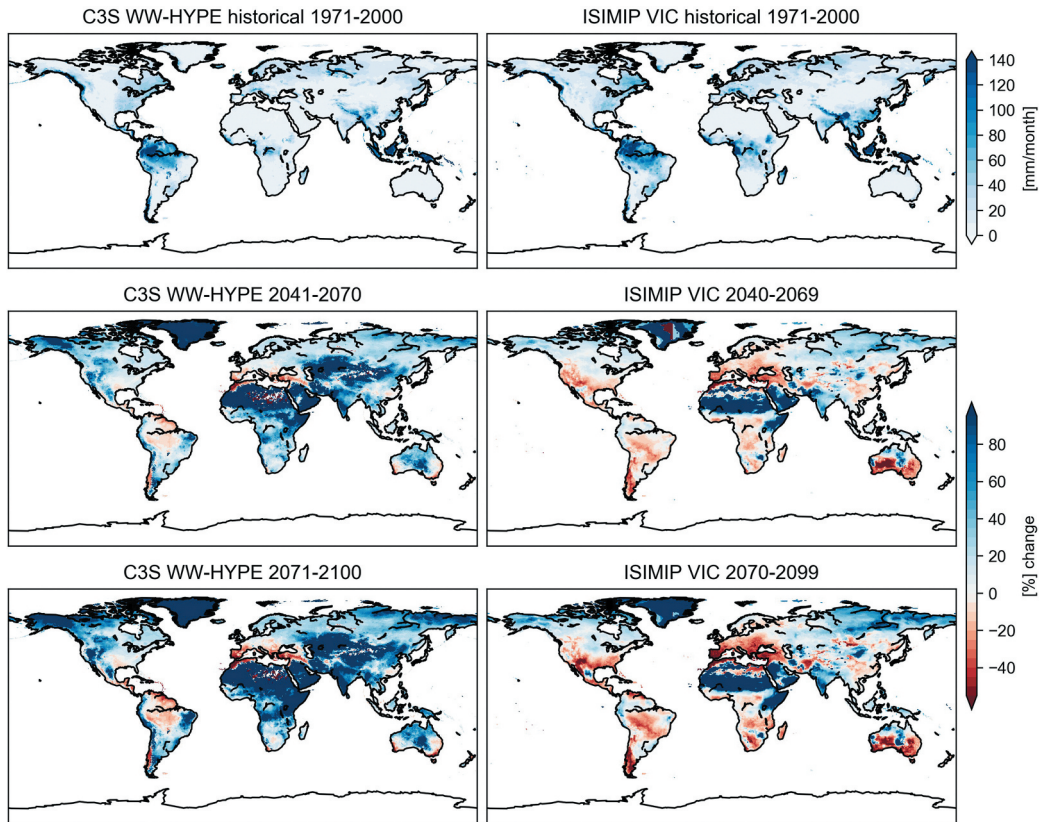 C3S WW-HYPE historical 1971-2000
ISIMIP VIC historical 1971-2000
140
120
100
80
60
40
20
0
[mm/month]
C3S WW-HYPE 2041-2070
ISIMIP VIC 2040-2069
C3S WW-HYPE 2071-2100
ISIMIP VIC 2070-2099
80
60
40
20
0
−20
−40
[%] change